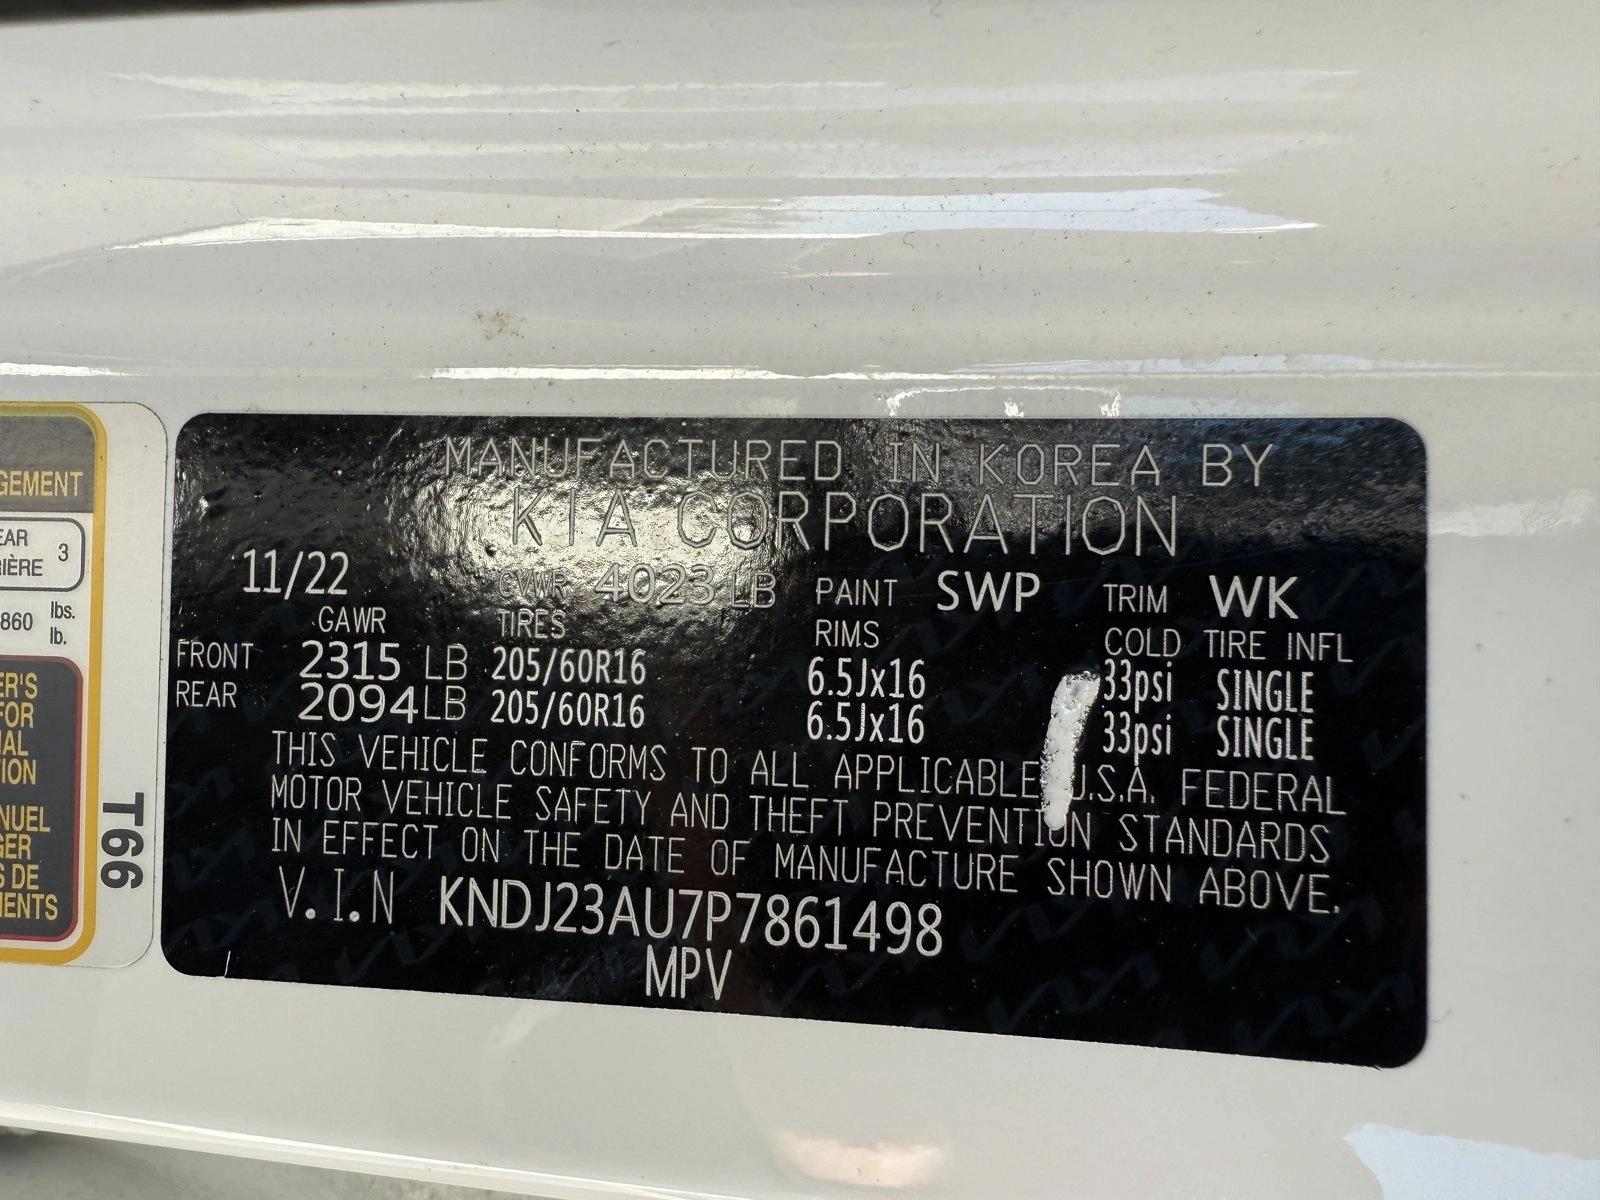 MANUFACTURED IN KOREA BY
KIA CORPORATION
11/22 GVWR 4023 LB PAINT SWP TRIM WK
GAWR TIRES RIMS COLD TIRE INFL
FRONT 2315 LB 205/60R16 6.5Jx16 33psi SINGLE
REAR 2094 LB 205/60R16 6.5Jx16 33psi SINGLE
THIS VEHICLE CONFORMS TO ALL APPLICABLE U.S.A. FEDERAL
MOTOR VEHICLE SAFETY AND THEFT PREVENTION STANDARDS
IN EFFECT ON THE DATE OF MANUFACTURE SHOWN ABOVE.
V.I.N KNDJ23AU7P7861498
MPV
GEMENT
EAR
IÈRE 3
860 lbs.
lb.
ER'S
FOR
IAL
ION
NUEL
GER
S DE
MENTS
T66